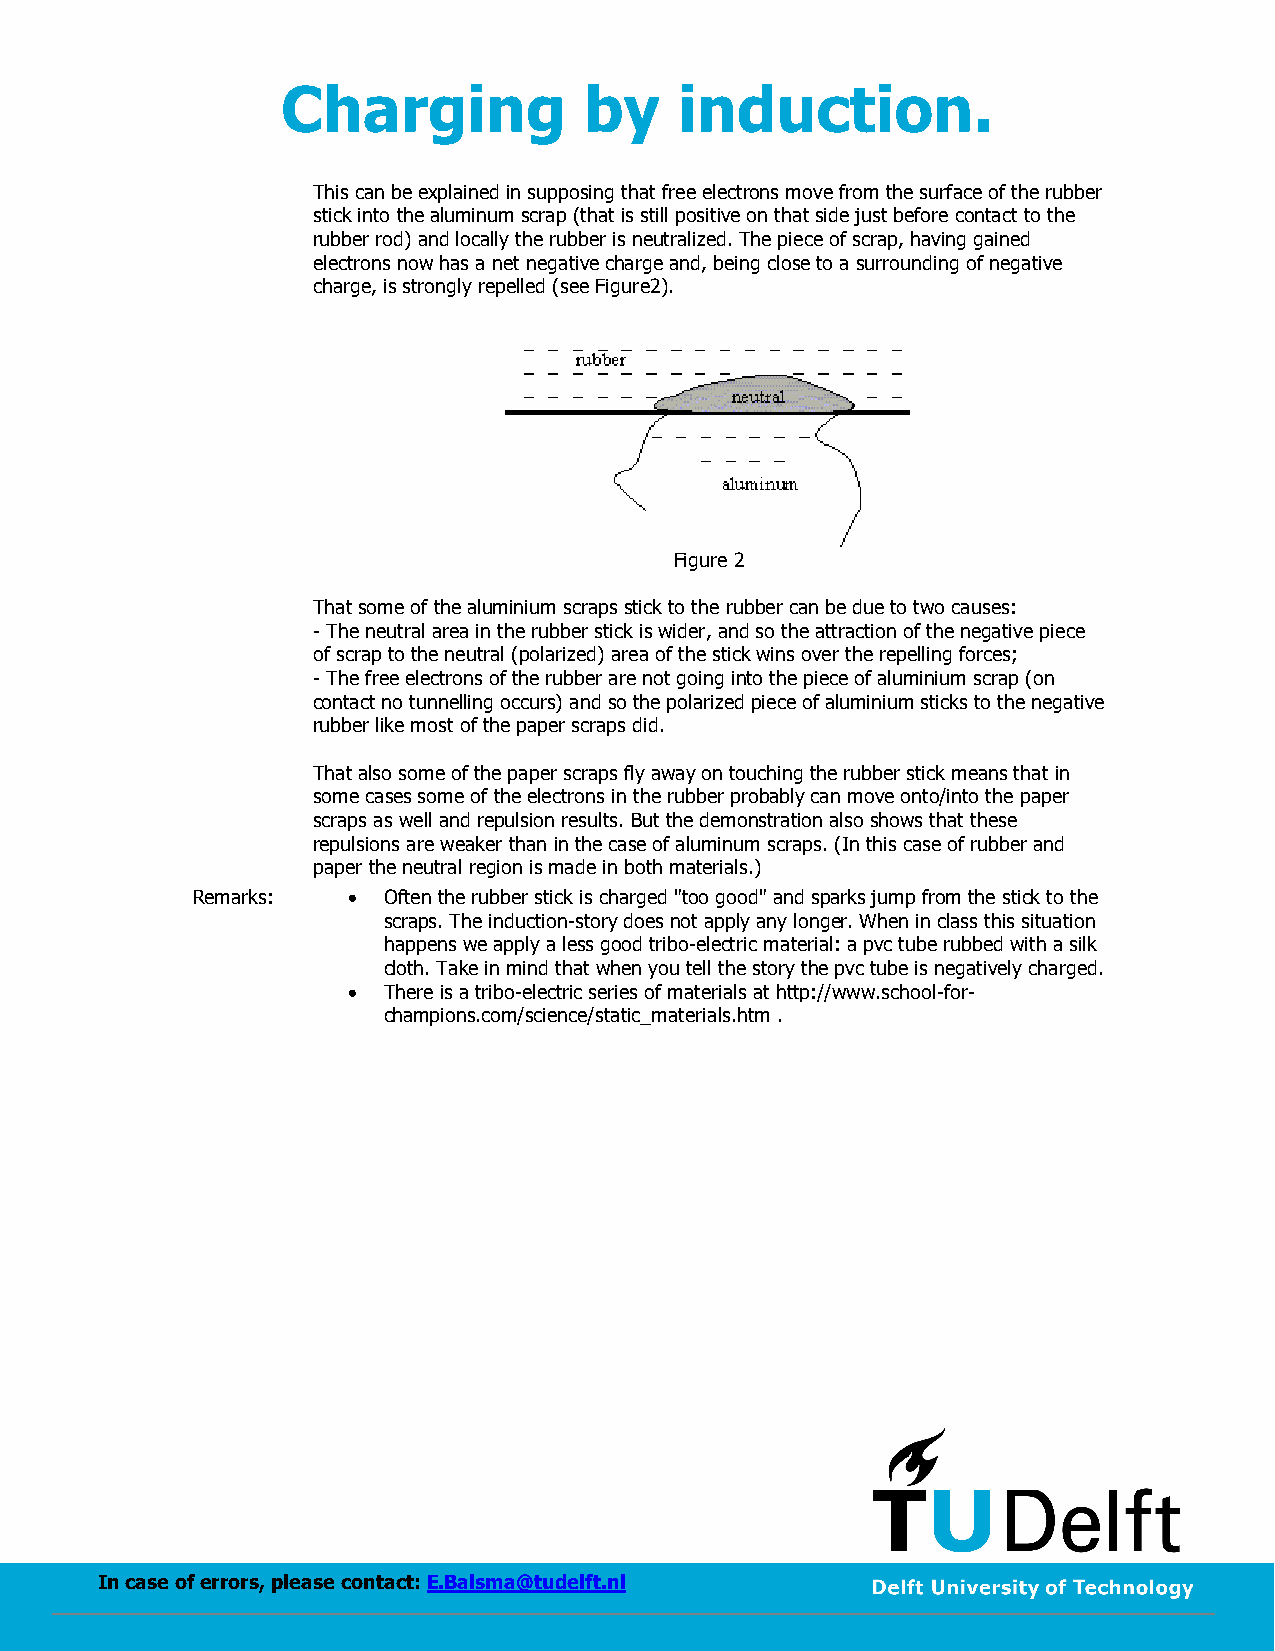 Charging by induction.
This can be explained in supposing that free electrons move from the surface of the rubber
stick into the aluminum scrap (that is still positive on that side just before contact to the
rubber rod) and locally the rubber is neutralized. The piece of scrap, having gained
electrons now has a net negative charge and, being close to a surrounding of negative
charge, is strongly repelled (see Figure2).
rubber
neutral
aluminum
Figure 2
That some of the aluminium scraps stick to the rubber can be due to two causes:
- The neutral area in the rubber stick is wider, and so the attraction of the negative piece
of scrap to the neutral (polarized) area of the stick wins over the repelling forces;
- The free electrons of the rubber are not going into the piece of aluminium scrap (on
contact no tunnelling occurs) and so the polarized piece of aluminium sticks to the negative
rubber like most of the paper scraps did.
That also some of the paper scraps fly away on touching the rubber stick means that in
some cases some of the electrons in the rubber probably can move onto/into the paper
scraps as well and repulsion results. But the demonstration also shows that these
repulsions are weaker than in the case of aluminum scraps. (In this case of rubber and
paper the neutral region is made in both materials.)
Remarks: • Often the rubber stick is charged "too good" and sparks jump from the stick to the
scraps. The induction-story does not apply any longer. When in class this situation
happens we apply a less good tribo-electric material: a pvc tube rubbed with a silk
cloth. Take in mind that when you tell the story the pvc tube is negatively charged.
• There is a tribo-electric series of materials at http://www.school-for-
champions.com/science/static_materials.htm .
TUDelft
In case of errors, please contact: E.Balsma@tudelft.nl
Delft University of Technology